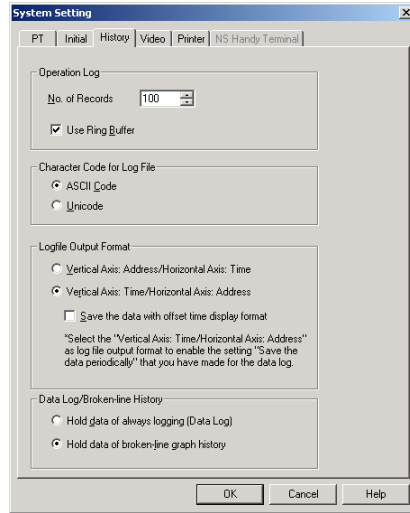 System Setting
PT Initial History Video Printer NS Handy Terminal
Operation Log
No. of Records 100
Use Ring Buffer
Character Code for Log File
ASCII Code
Unicode
Logfile Output Format
Vertical Axis: Address/Horizontal Axis: Time
Vertical Axis: Time/Horizontal Axis: Address
Save the data with offset time display format
"Select the "Vertical Axis: Time/Horizontal Axis: Address"
as log file output format to enable the setting "Save the
data periodically" that you have made for the data log.
Data Log/Broken-line History
Hold data of always logging (Data Log)
Hold data of broken-line graph history
OK Cancel Help